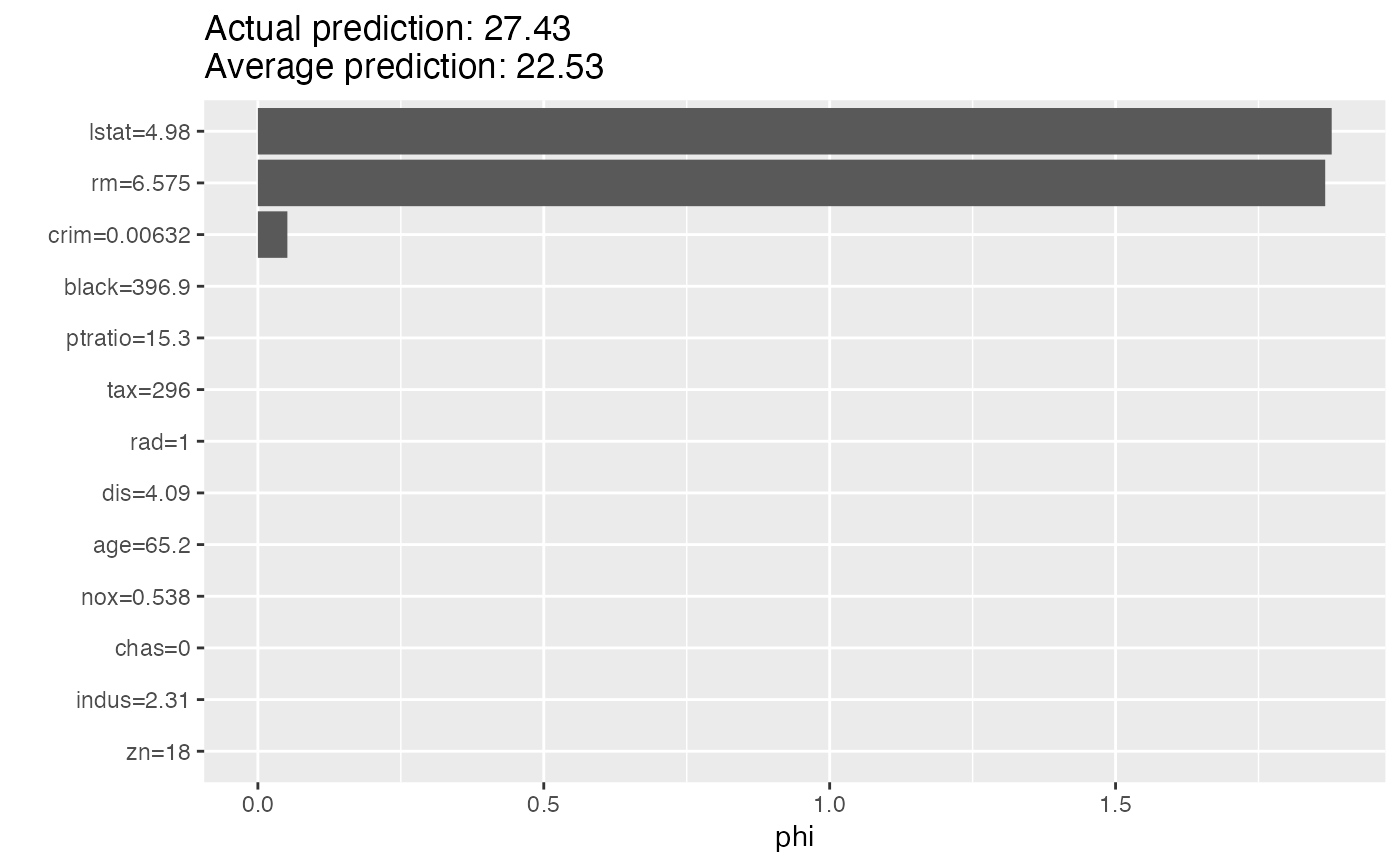 Actual prediction: 27.43
Average prediction: 22.53
lstat=4.98
rm=6.575
crim=0.00632
black=396.9
ptratio=15.3
tax=296
rad=1
dis=4.09
age=65.2
nox=0.538
chas=0
indus=2.31
zn=18
0.0 0.5 1.0 1.5
phi